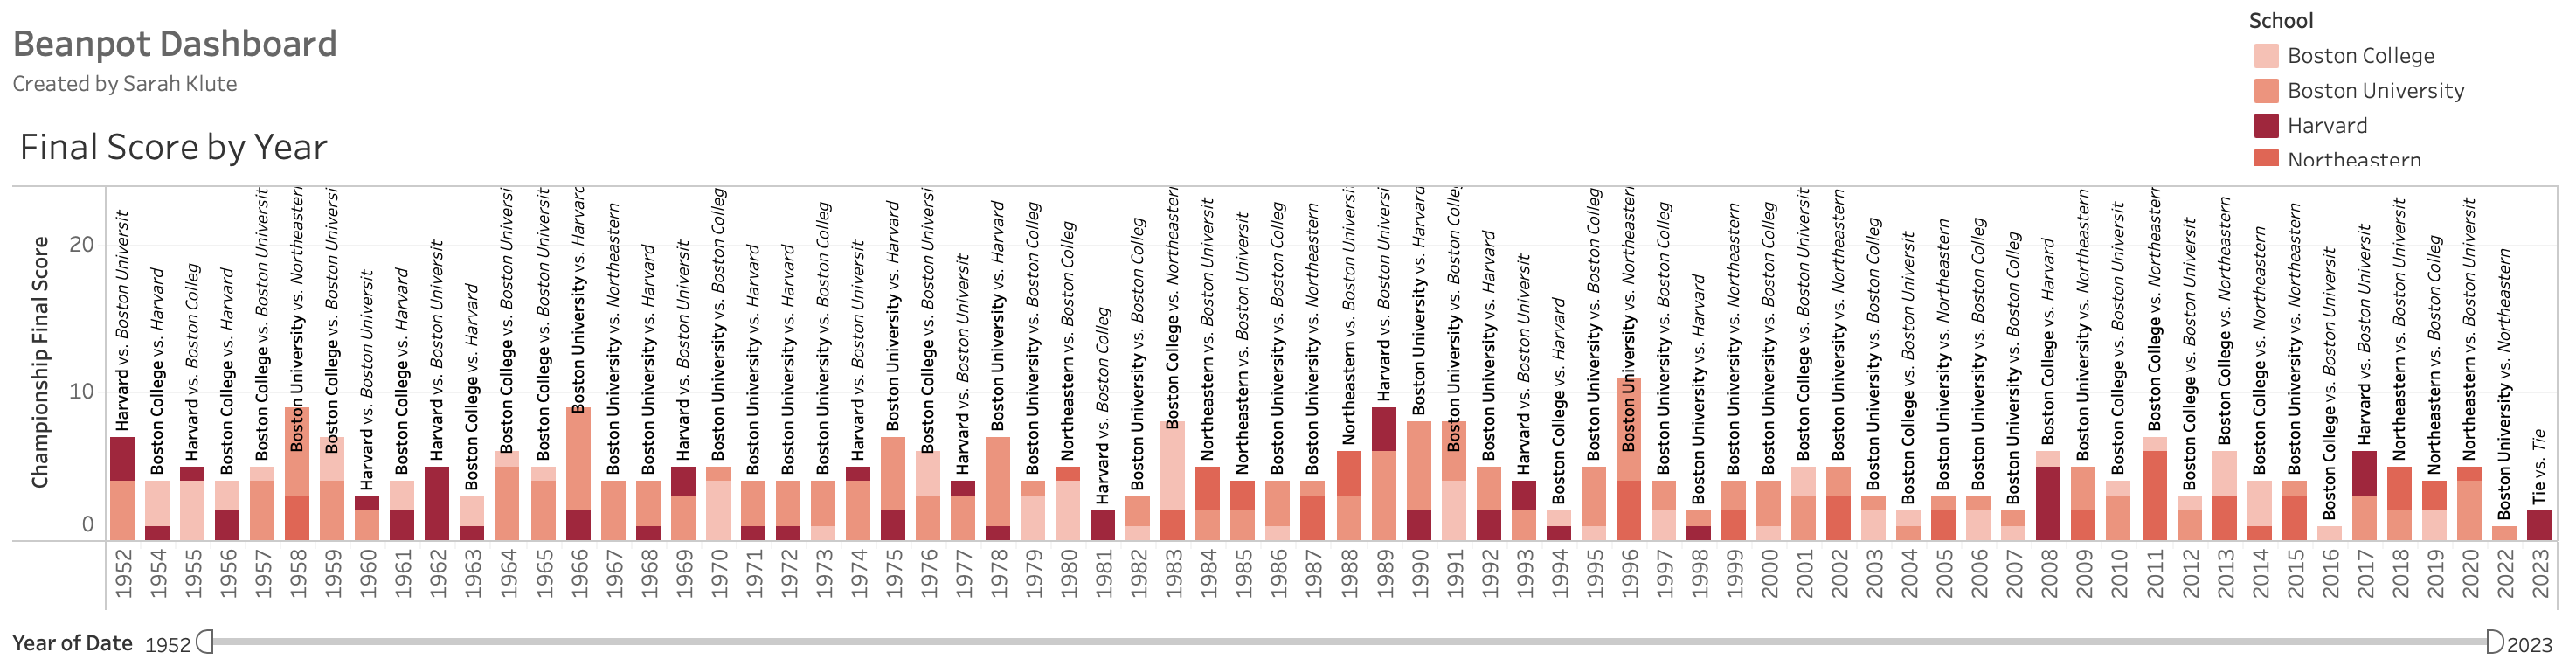 Beanpot Dashboard
Created by Sarah Klute
School
Boston College
Boston University
Harvard
Northeastern
Final Score by Year
Championship Final Score
20
10
0
Harvard vs. Boston Universit
Boston College vs. Harvard
Harvard vs. Boston Colleg
Boston College vs. Harvard
Boston College vs. Boston Universit
Boston University vs. Northeastern
Boston College vs. Boston Universi
Harvard vs. Boston Universit
Boston College vs. Harvard
Harvard vs. Boston Universit
Boston College vs. Harvard
Boston College vs. Boston Universi
Boston College vs. Boston Universit
Boston University vs. Harvard
Boston University vs. Northeastern
Boston University vs. Harvard
Harvard vs. Boston Universit
Boston University vs. Boston Colleg
Boston University vs. Harvard
Boston University vs. Harvard
Boston University vs. Boston Colleg
Harvard vs. Boston Universit
Boston University vs. Harvard
Boston College vs. Boston Universi
Harvard vs. Boston Universit
Boston University vs. Harvard
Boston University vs. Boston Colleg
Northeastern vs. Boston Colleg
Harvard vs. Boston Colleg
Boston University vs. Boston Colleg
Boston College vs. Northeastern
Northeastern vs. Boston Universit
Northeastern vs. Boston Universit
Boston University vs. Boston Colleg
Boston University vs. Northeastern
Northeastern vs. Boston Universi
Harvard vs. Boston Universi
Boston University vs. Harvard
Boston University vs. Boston Colle
Boston University vs. Harvard
Harvard vs. Boston Universit
Boston College vs. Harvard
Boston University vs. Boston Colleg
Boston University vs. Northeastern
Boston University vs. Boston Colleg
Boston University vs. Harvard
Boston University vs. Northeastern
Boston University vs. Boston Colleg
Boston College vs. Boston Universit
Boston University vs. Northeastern
Boston University vs. Boston Colleg
Boston College vs. Boston Universit
Boston University vs. Northeastern
Boston University vs. Boston Colleg
Boston University vs. Boston Colleg
Boston College vs. Harvard
Boston University vs. Northeastern
Boston College vs. Boston Universit
Boston College vs. Northeastern
Boston College vs. Boston Universit
Boston College vs. Northeastern
Boston College vs. Northeastern
Boston University vs. Northeastern
Boston College vs. Boston Universit
Harvard vs. Boston Universit
Northeastern vs. Boston Universit
Northeastern vs. Boston Colleg
Northeastern vs. Boston Universit
Boston University vs. Northeastern
Tie vs. Tie
1952
1954
1955
1956
1957
1958
1959
1960
1961
1962
1963
1964
1965
1966
1967
1968
1969
1970
1971
1972
1973
1974
1975
1976
1977
1978
1979
1980
1981
1982
1983
1984
1985
1986
1987
1988
1989
1990
1991
1992
1993
1994
1995
1996
1997
1998
1999
2000
2001
2002
2003
2004
2005
2006
2007
2008
2009
2010
2011
2012
2013
2014
2015
2016
2017
2018
2019
2020
2022
2023
Year of Date 1952 2023